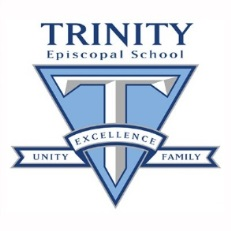 TRINITY
Episcopal School
T
EXCELLENCE
UNITY FAMILY